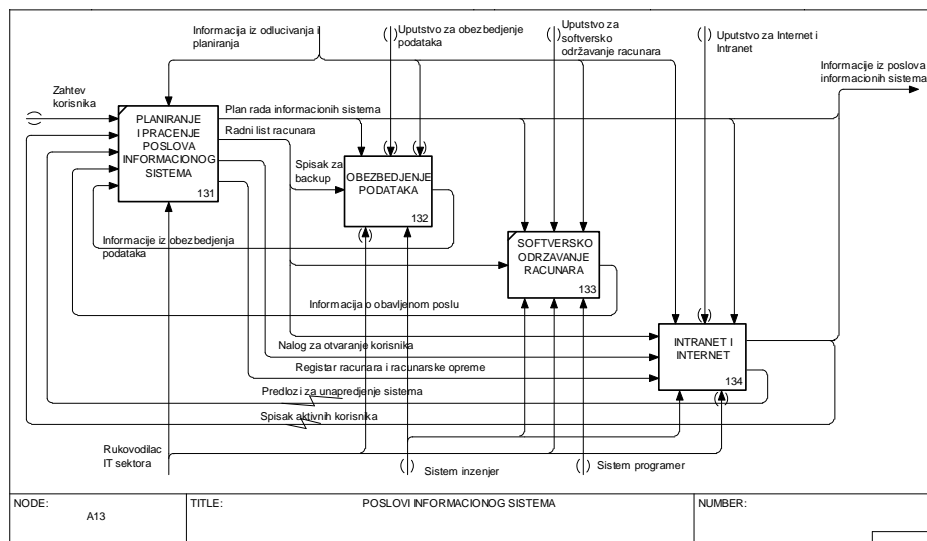 Informacija iz odlucivanja i
planiranja
Uputstvo za obezbedjenje
podataka
Uputstvo za
softversko
održavanje racunara
Uputstvo za Internet i
Intranet
Informacije iz poslova
informacionih sistema
Zahtev
korisnika
PLANIRANJE
I PRACENJE
POSLOVA
INFORMACIONOG
SISTEMA
131
Plan rada informacionih sistema
Radni list racunara
Spisak za
backup
OBEZBEDJENJE
PODATAKA
132
Informacije iz obezbedjenja
podataka
SOFTVERSKO
ODRZAVANJE
RACUNARA
133
Informacija o obavljenom poslu
Nalog za otvaranje korisnika
INTRANET I
INTERNET
134
Registar racunara i racunarske opreme
Predlozi za unapredjenje sistema
Spisak aktivnih korisnika
Rukovodilac
IT sektora
Sistem inzenjer
Sistem programer
NODE:
A13
TITLE:
POSLOVI INFORMACIONOG SISTEMA
NUMBER: